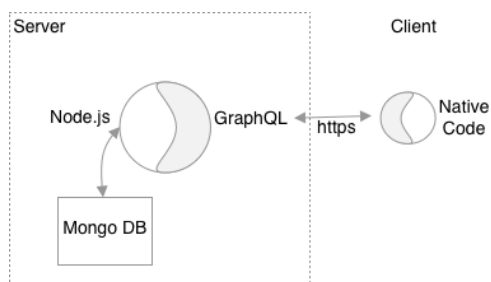 Server
Client
Node.js
GraphQL
https
Native
Code
Mongo DB